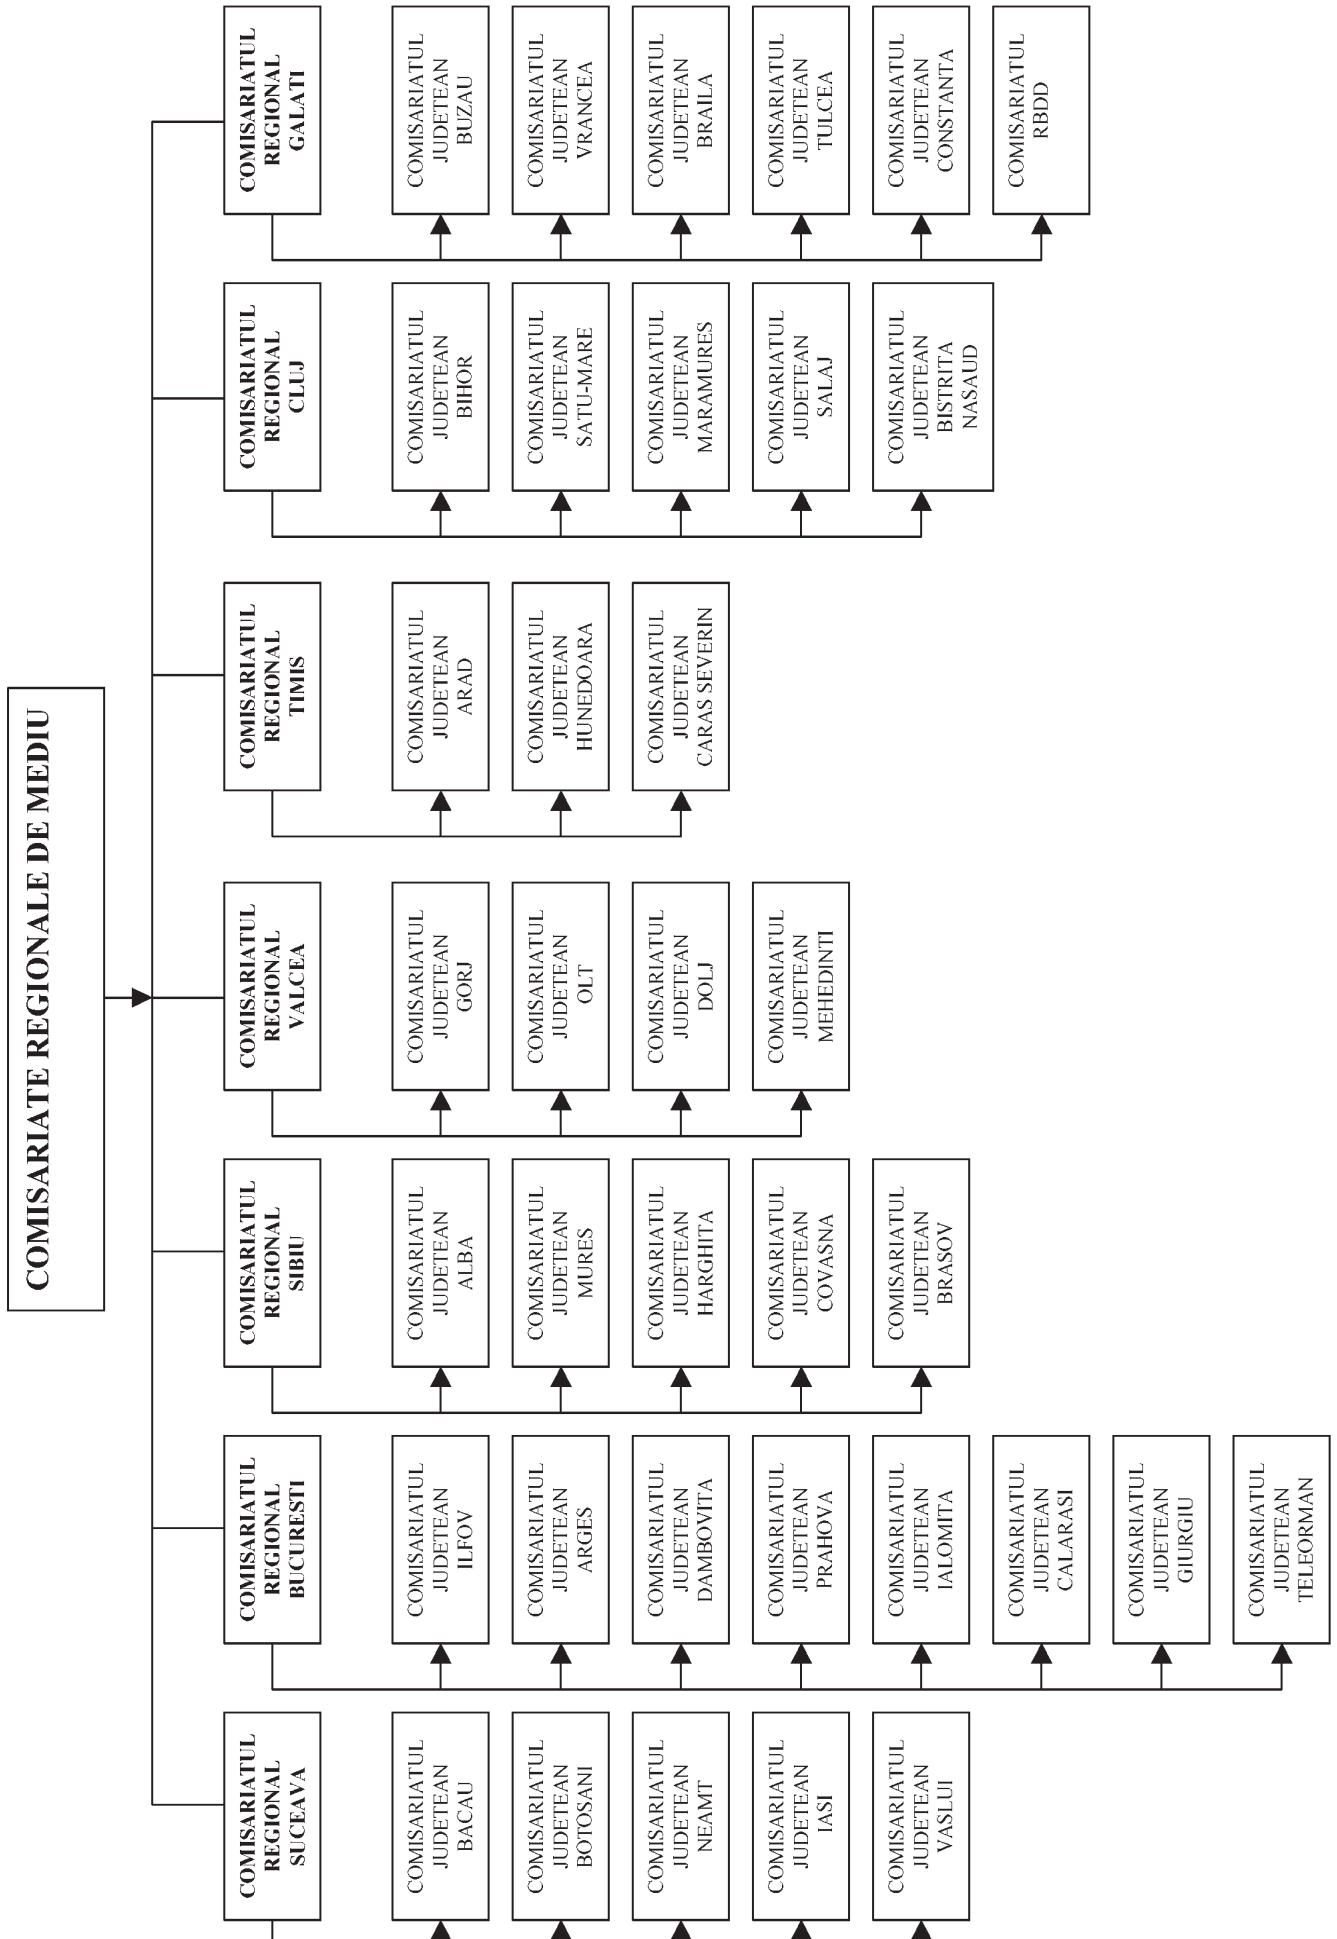 COMISARIATE REGIONALE DE MEDIU
COMISARIATUL
REGIONAL
SUCEAVA
COMISARIATUL
JUDETEAN
BACAU
COMISARIATUL
JUDETEAN
BOTOSANI
COMISARIATUL
JUDETEAN
NEAMT
COMISARIATUL
JUDETEAN
IASI
COMISARIATUL
JUDETEAN
VASLUI
COMISARIATUL
REGIONAL
BUCURESTI
COMISARIATUL
JUDETEAN
ILFOV
COMISARIATUL
JUDETEAN
ARGES
COMISARIATUL
JUDETEAN
DAMBOVITA
COMISARIATUL
JUDETEAN
PRAHOVA
COMISARIATUL
JUDETEAN
IALOMITA
COMISARIATUL
JUDETEAN
CALARASI
COMISARIATUL
JUDETEAN
GIURGIU
COMISARIATUL
JUDETEAN
TELEORMAN
COMISARIATUL
REGIONAL
SIBIU
COMISARIATUL
JUDETEAN
ALBA
COMISARIATUL
JUDETEAN
MURES
COMISARIATUL
JUDETEAN
HARGHITA
COMISARIATUL
JUDETEAN
COVASNA
COMISARIATUL
JUDETEAN
BRASOV
COMISARIATUL
REGIONAL
VALCEA
COMISARIATUL
JUDETEAN
GORJ
COMISARIATUL
JUDETEAN
OLT
COMISARIATUL
JUDETEAN
DOLJ
COMISARIATUL
JUDETEAN
MEHEDINTI
COMISARIATUL
REGIONAL
TIMIS
COMISARIATUL
JUDETEAN
ARAD
COMISARIATUL
JUDETEAN
HUNEDOARA
COMISARIATUL
JUDETEAN
CARAS SEVERIN
COMISARIATUL
REGIONAL
CLUJ
COMISARIATUL
JUDETEAN
BIHOR
COMISARIATUL
JUDETEAN
SATU-MARE
COMISARIATUL
JUDETEAN
MARAMURES
COMISARIATUL
JUDETEAN
SALAJ
COMISARIATUL
JUDETEAN
BISTRITA
NASAUD
COMISARIATUL
REGIONAL
GALATI
COMISARIATUL
JUDETEAN
BUZAU
COMISARIATUL
JUDETEAN
VRANCEA
COMISARIATUL
JUDETEAN
BRAILA
COMISARIATUL
JUDETEAN
TULCEA
COMISARIATUL
JUDETEAN
CONSTANTA
COMISARIATUL
RBDD